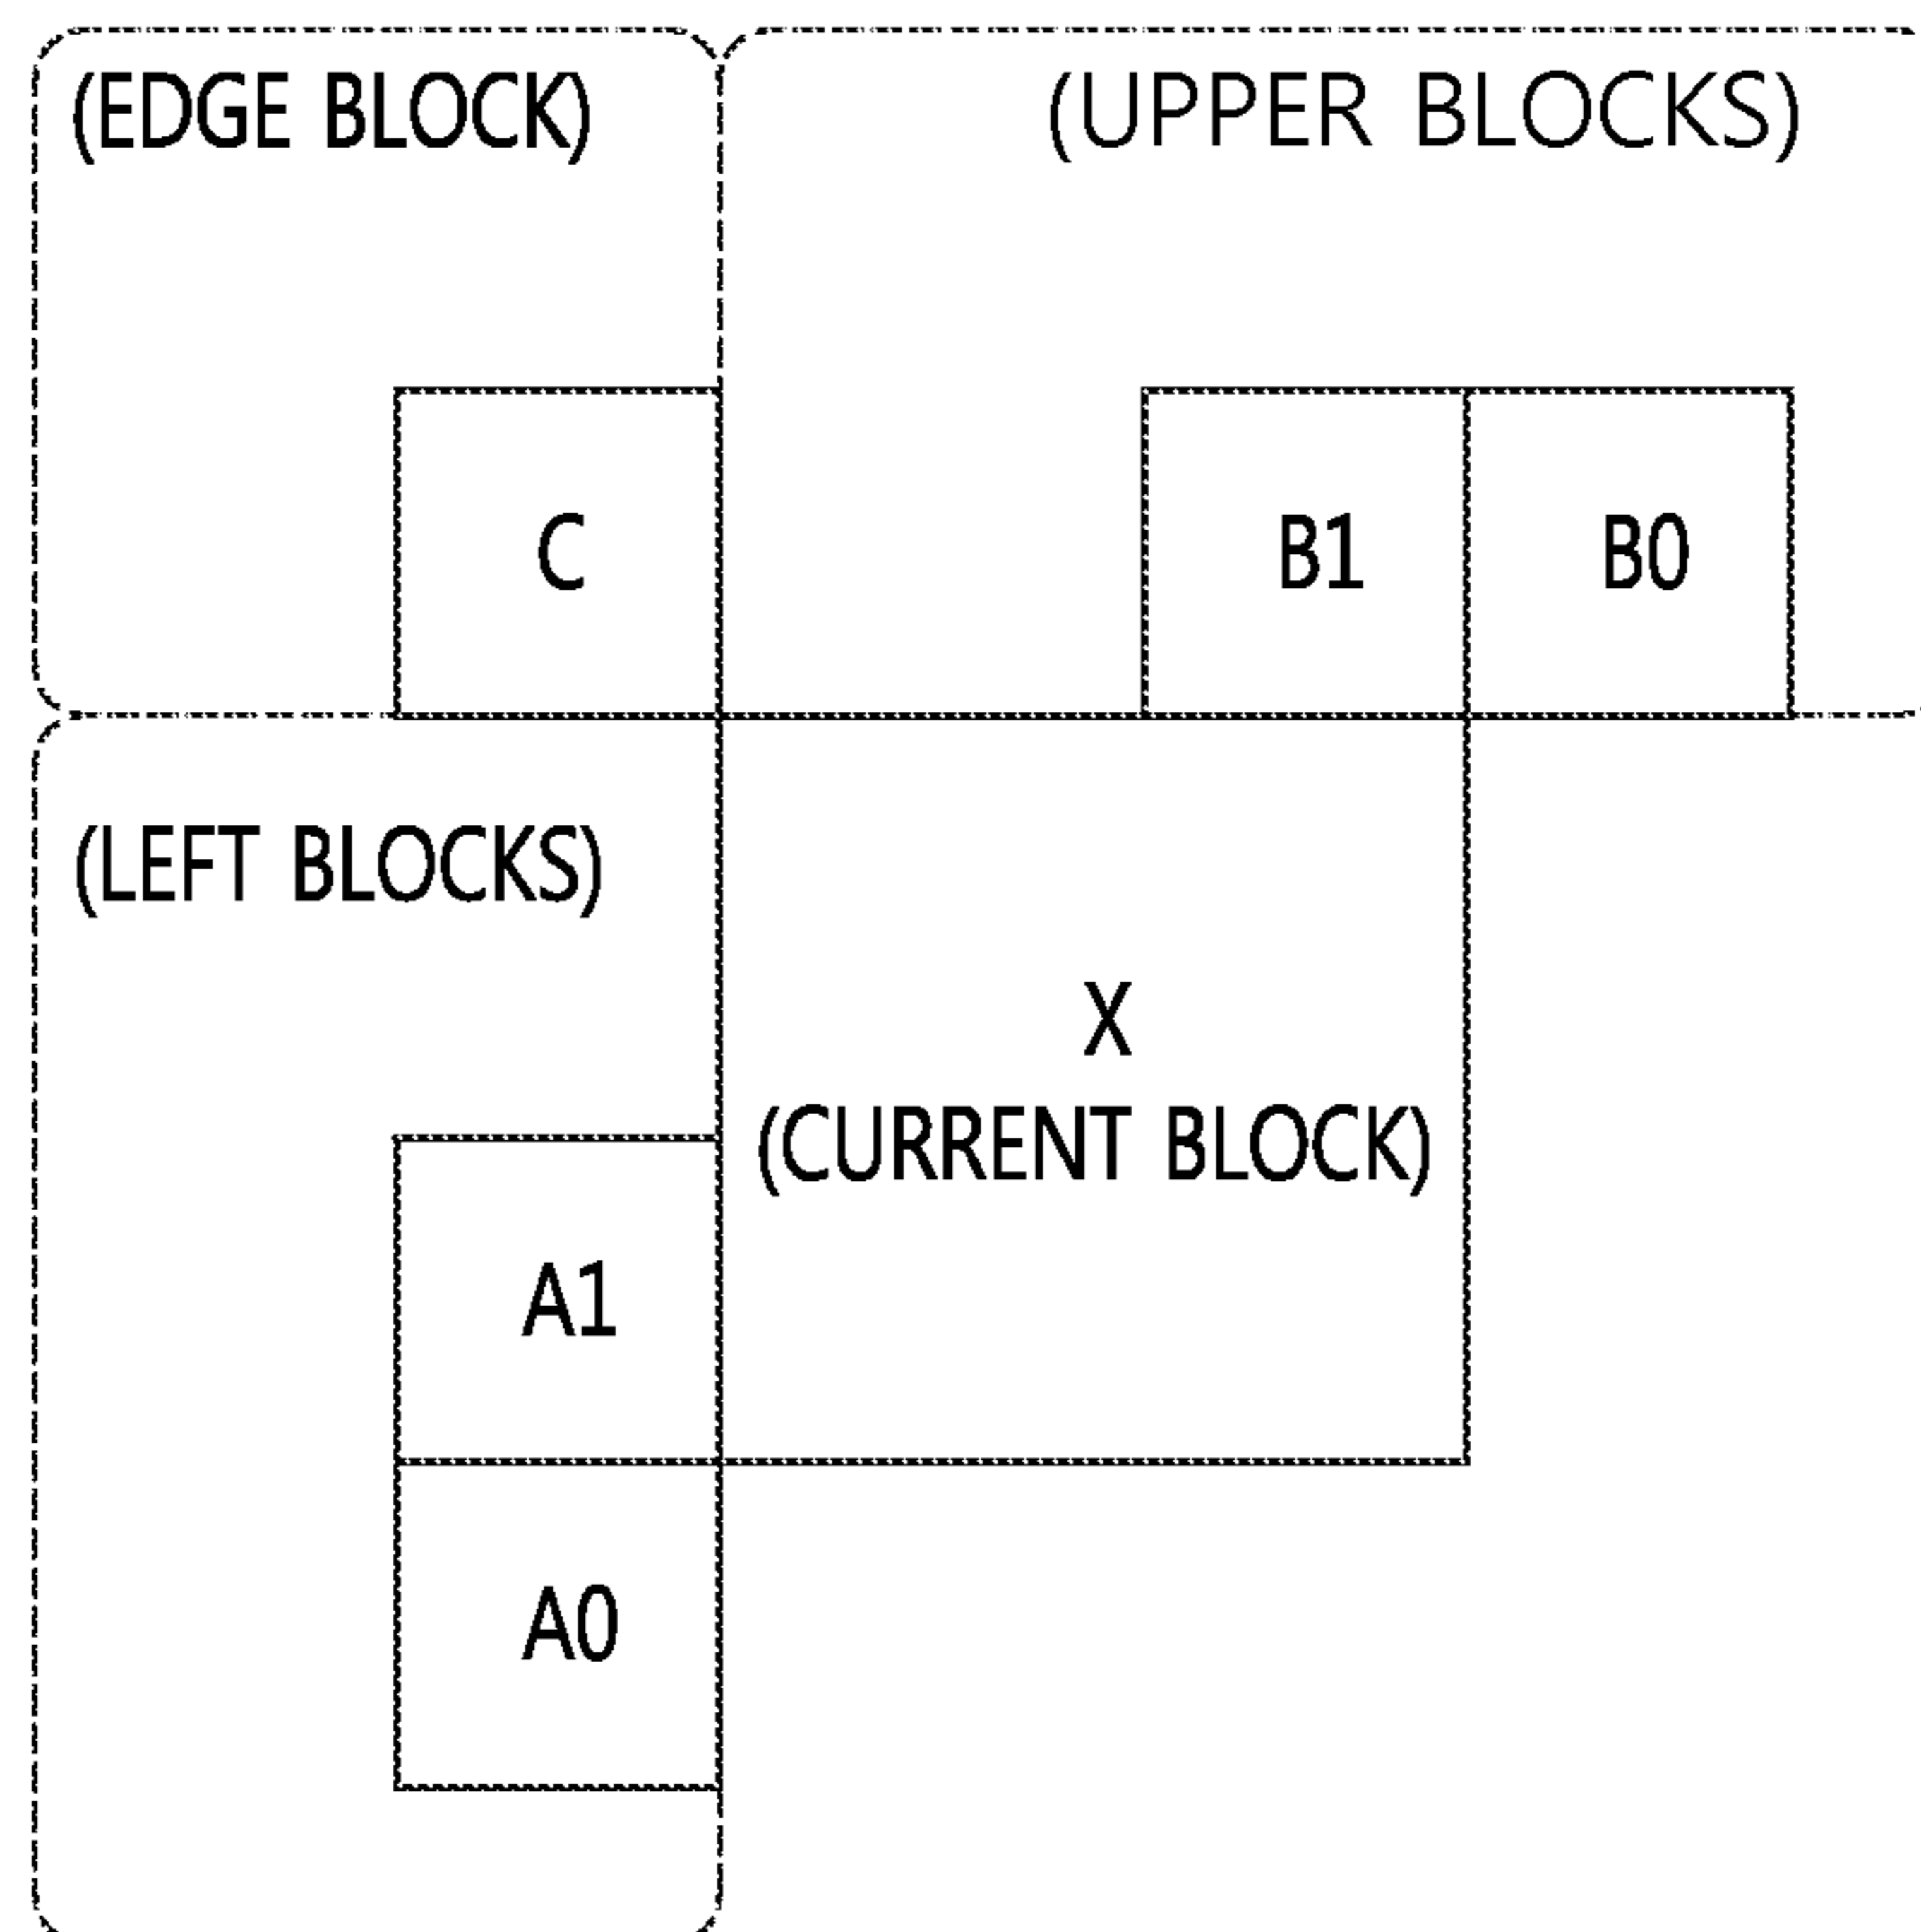 (EDGE BLOCK)
(UPPER BLOCKS)
C
B1
B0
(LEFT BLOCKS)
X
(CURRENT BLOCK)
A1
A0